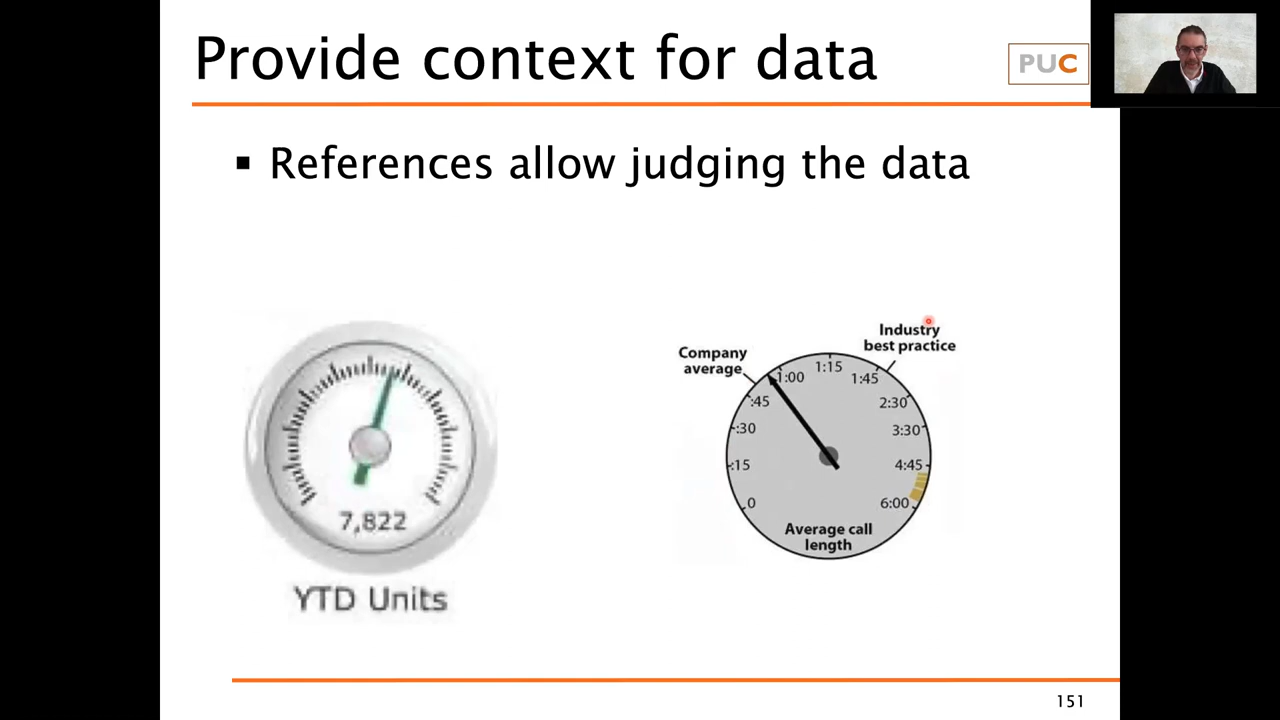 Provide context for data
PUC
▪ References allow judging the data
7,822
YTD Units
Company
average
Industry
best practice
0
:15
:30
:45
1:00
1:15
1:45
2:30
3:30
4:45
6:00
Average call
length
151